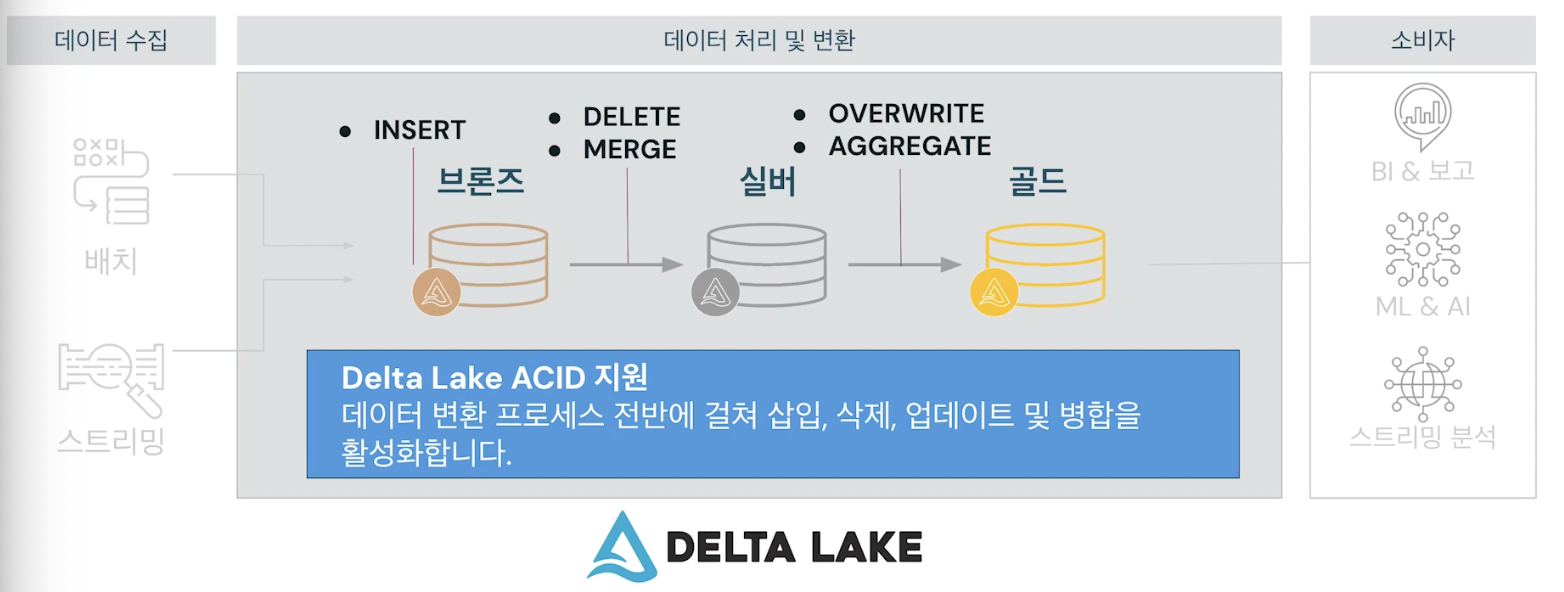 데이터 수집
데이터 처리 및 변환
소비자
배치
스트리밍
• INSERT
• DELETE
• MERGE
• OVERWRITE
• AGGREGATE
브론즈
실버
골드
Delta Lake ACID 지원
데이터 변환 프로세스 전반에 걸쳐 삽입, 삭제, 업데이트 및 병합을
활성화합니다.
BI & 보고
ML & AI
스트리밍 분석
DELTA LAKE